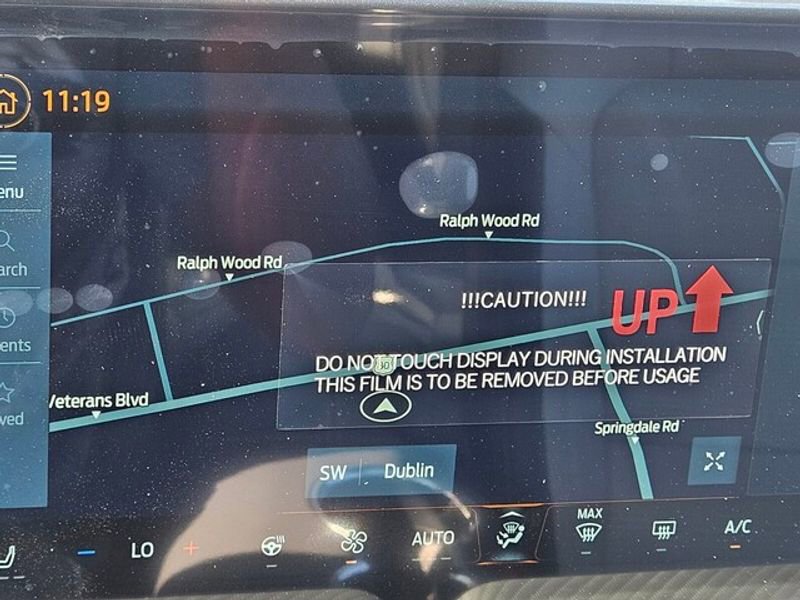 11:19
enu
Ralph Wood Rd
Ralph Wood Rd
arch
!!!CAUTION!!!
UP
ents
DO NOT TOUCH DISPLAY DURING INSTALLATION
THIS FILM IS TO BE REMOVED BEFORE USAGE
ved
Veterans Blvd
Springdale Rd
SW Dublin
LO
AUTO
MAX
A/C